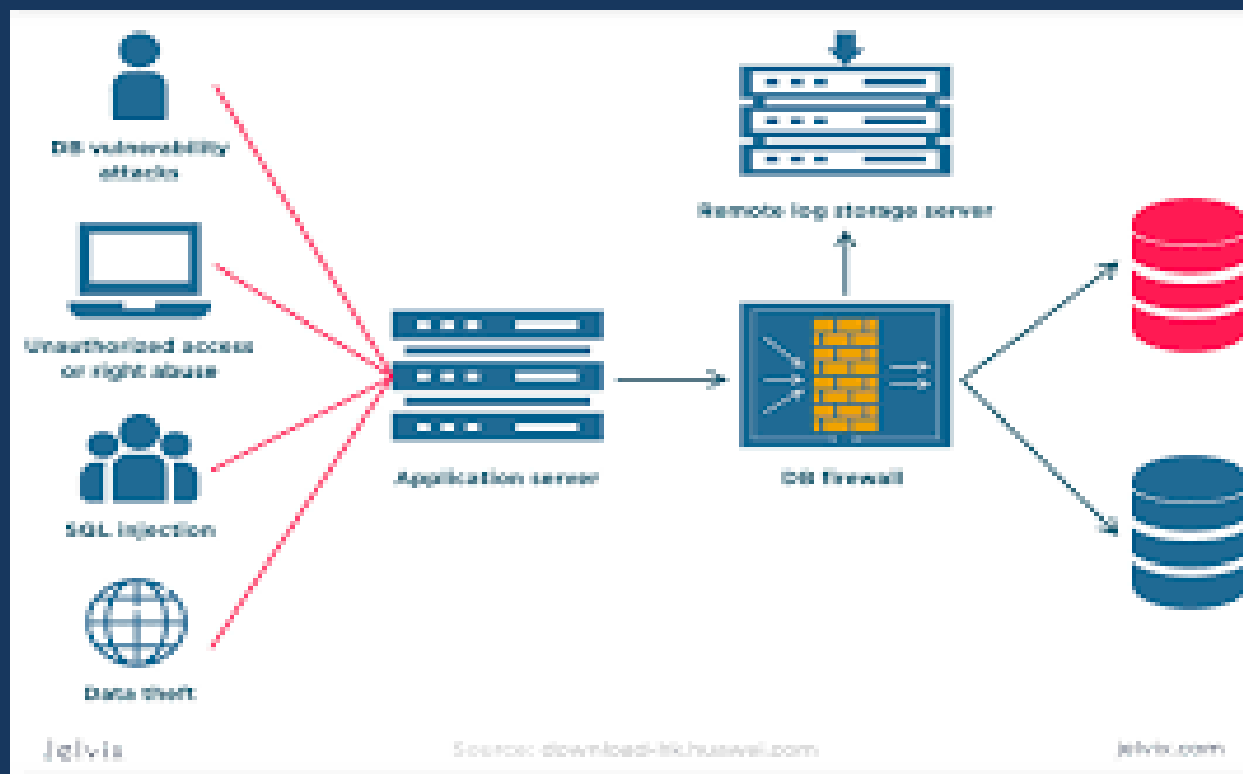 DB vulnerability
attacks
Unauthorized access
or right abuse
SQL injection
Data theft
Application server
Remote log storage server
DB firewall
jelvix
Source: download-hk.huawei.com
jelvix.com